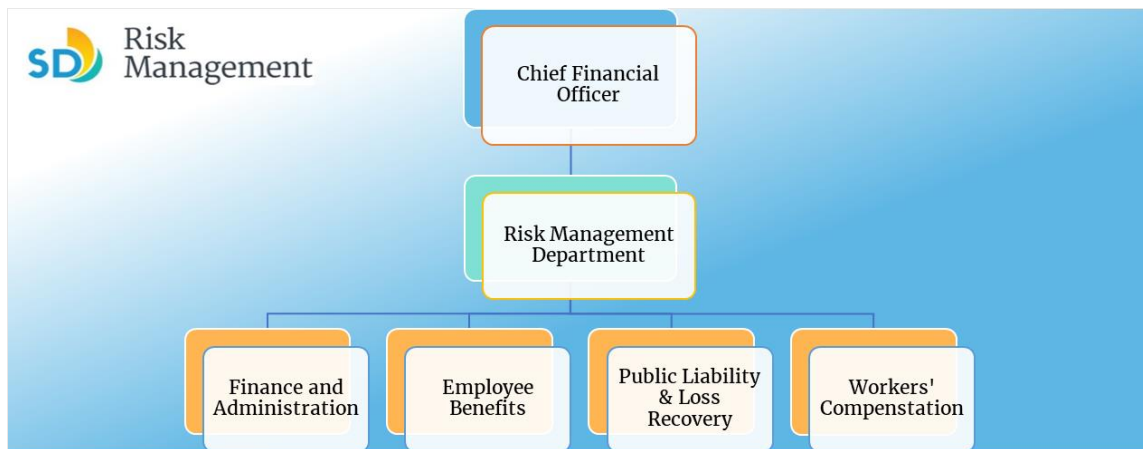 SD
Risk
Management
Chief Financial
Officer
Risk Management
Department
Finance and
Administration
Employee
Benefits
Public Liability
& Loss
Recovery
Workers'
Compenstation